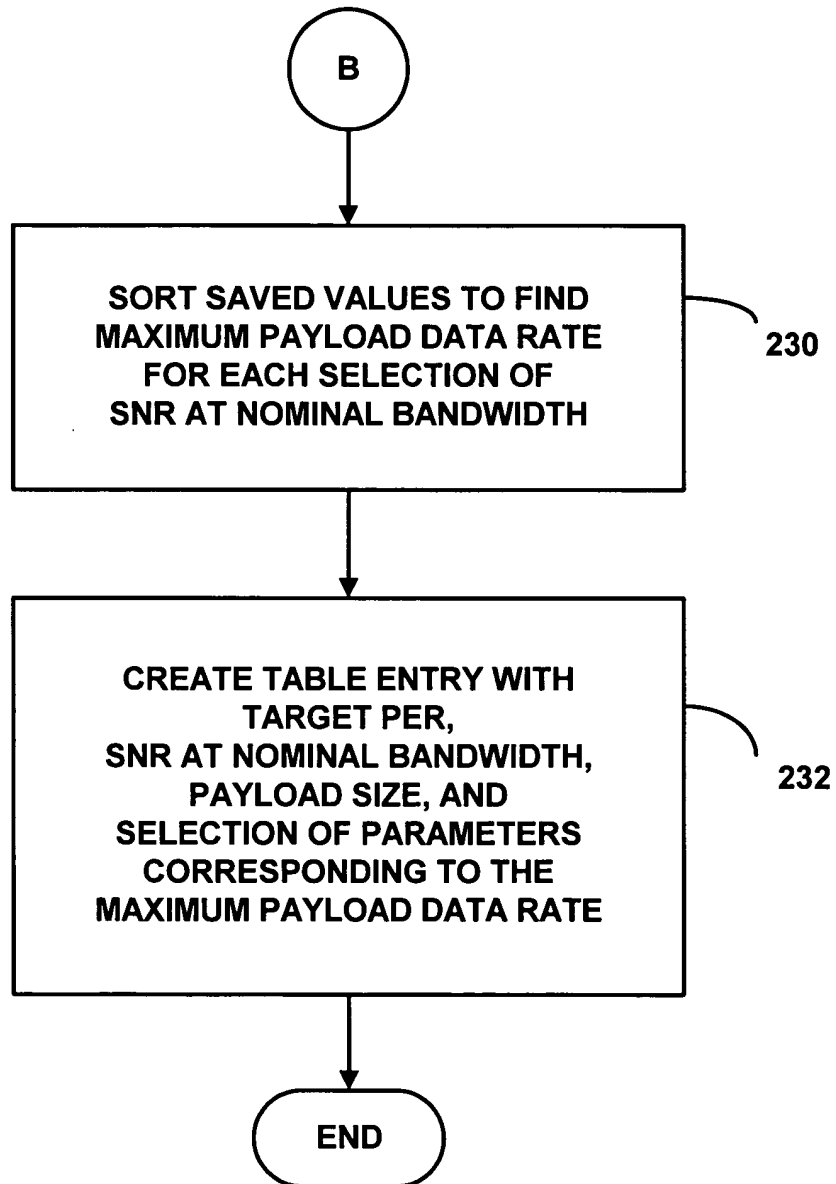 B
SORT SAVED VALUES TO FIND
MAXIMUM PAYLOAD DATA RATE
FOR EACH SELECTION OF
SNR AT NOMINAL BANDWIDTH
230
CREATE TABLE ENTRY WITH
TARGET PER,
SNR AT NOMINAL BANDWIDTH,
PAYLOAD SIZE, AND
SELECTION OF PARAMETERS
CORRESPONDING TO THE
MAXIMUM PAYLOAD DATA RATE
232
END